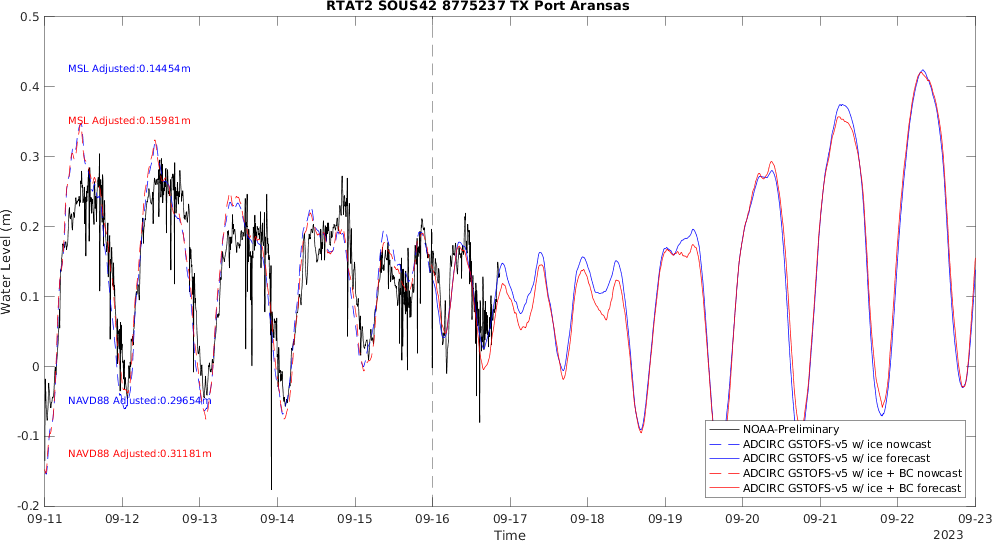 RTAT2 SOUS42 8775237 TX Port Aransas
0.5
0.4
0.3
0.2
0.1
0
-0.1
-0.2
Water Level (m)
MSL Adjusted:0.14454m
MSL Adjusted:0.15981m
NAVD88 Adjusted:0.29654m
NAVD88 Adjusted:0.31181m
NOAA-Preliminary
ADCIRC GSTOFS-v5 w/ ice nowcast
ADCIRC GSTOFS-v5 w/ ice forecast
ADCIRC GSTOFS-v5 w/ ice + BC nowcast
ADCIRC GSTOFS-v5 w/ ice + BC forecast
09-11 09-12 09-13 09-14 09-15 09-16 09-17 09-18 09-19 09-20 09-21 09-22 09-23
Time
2023